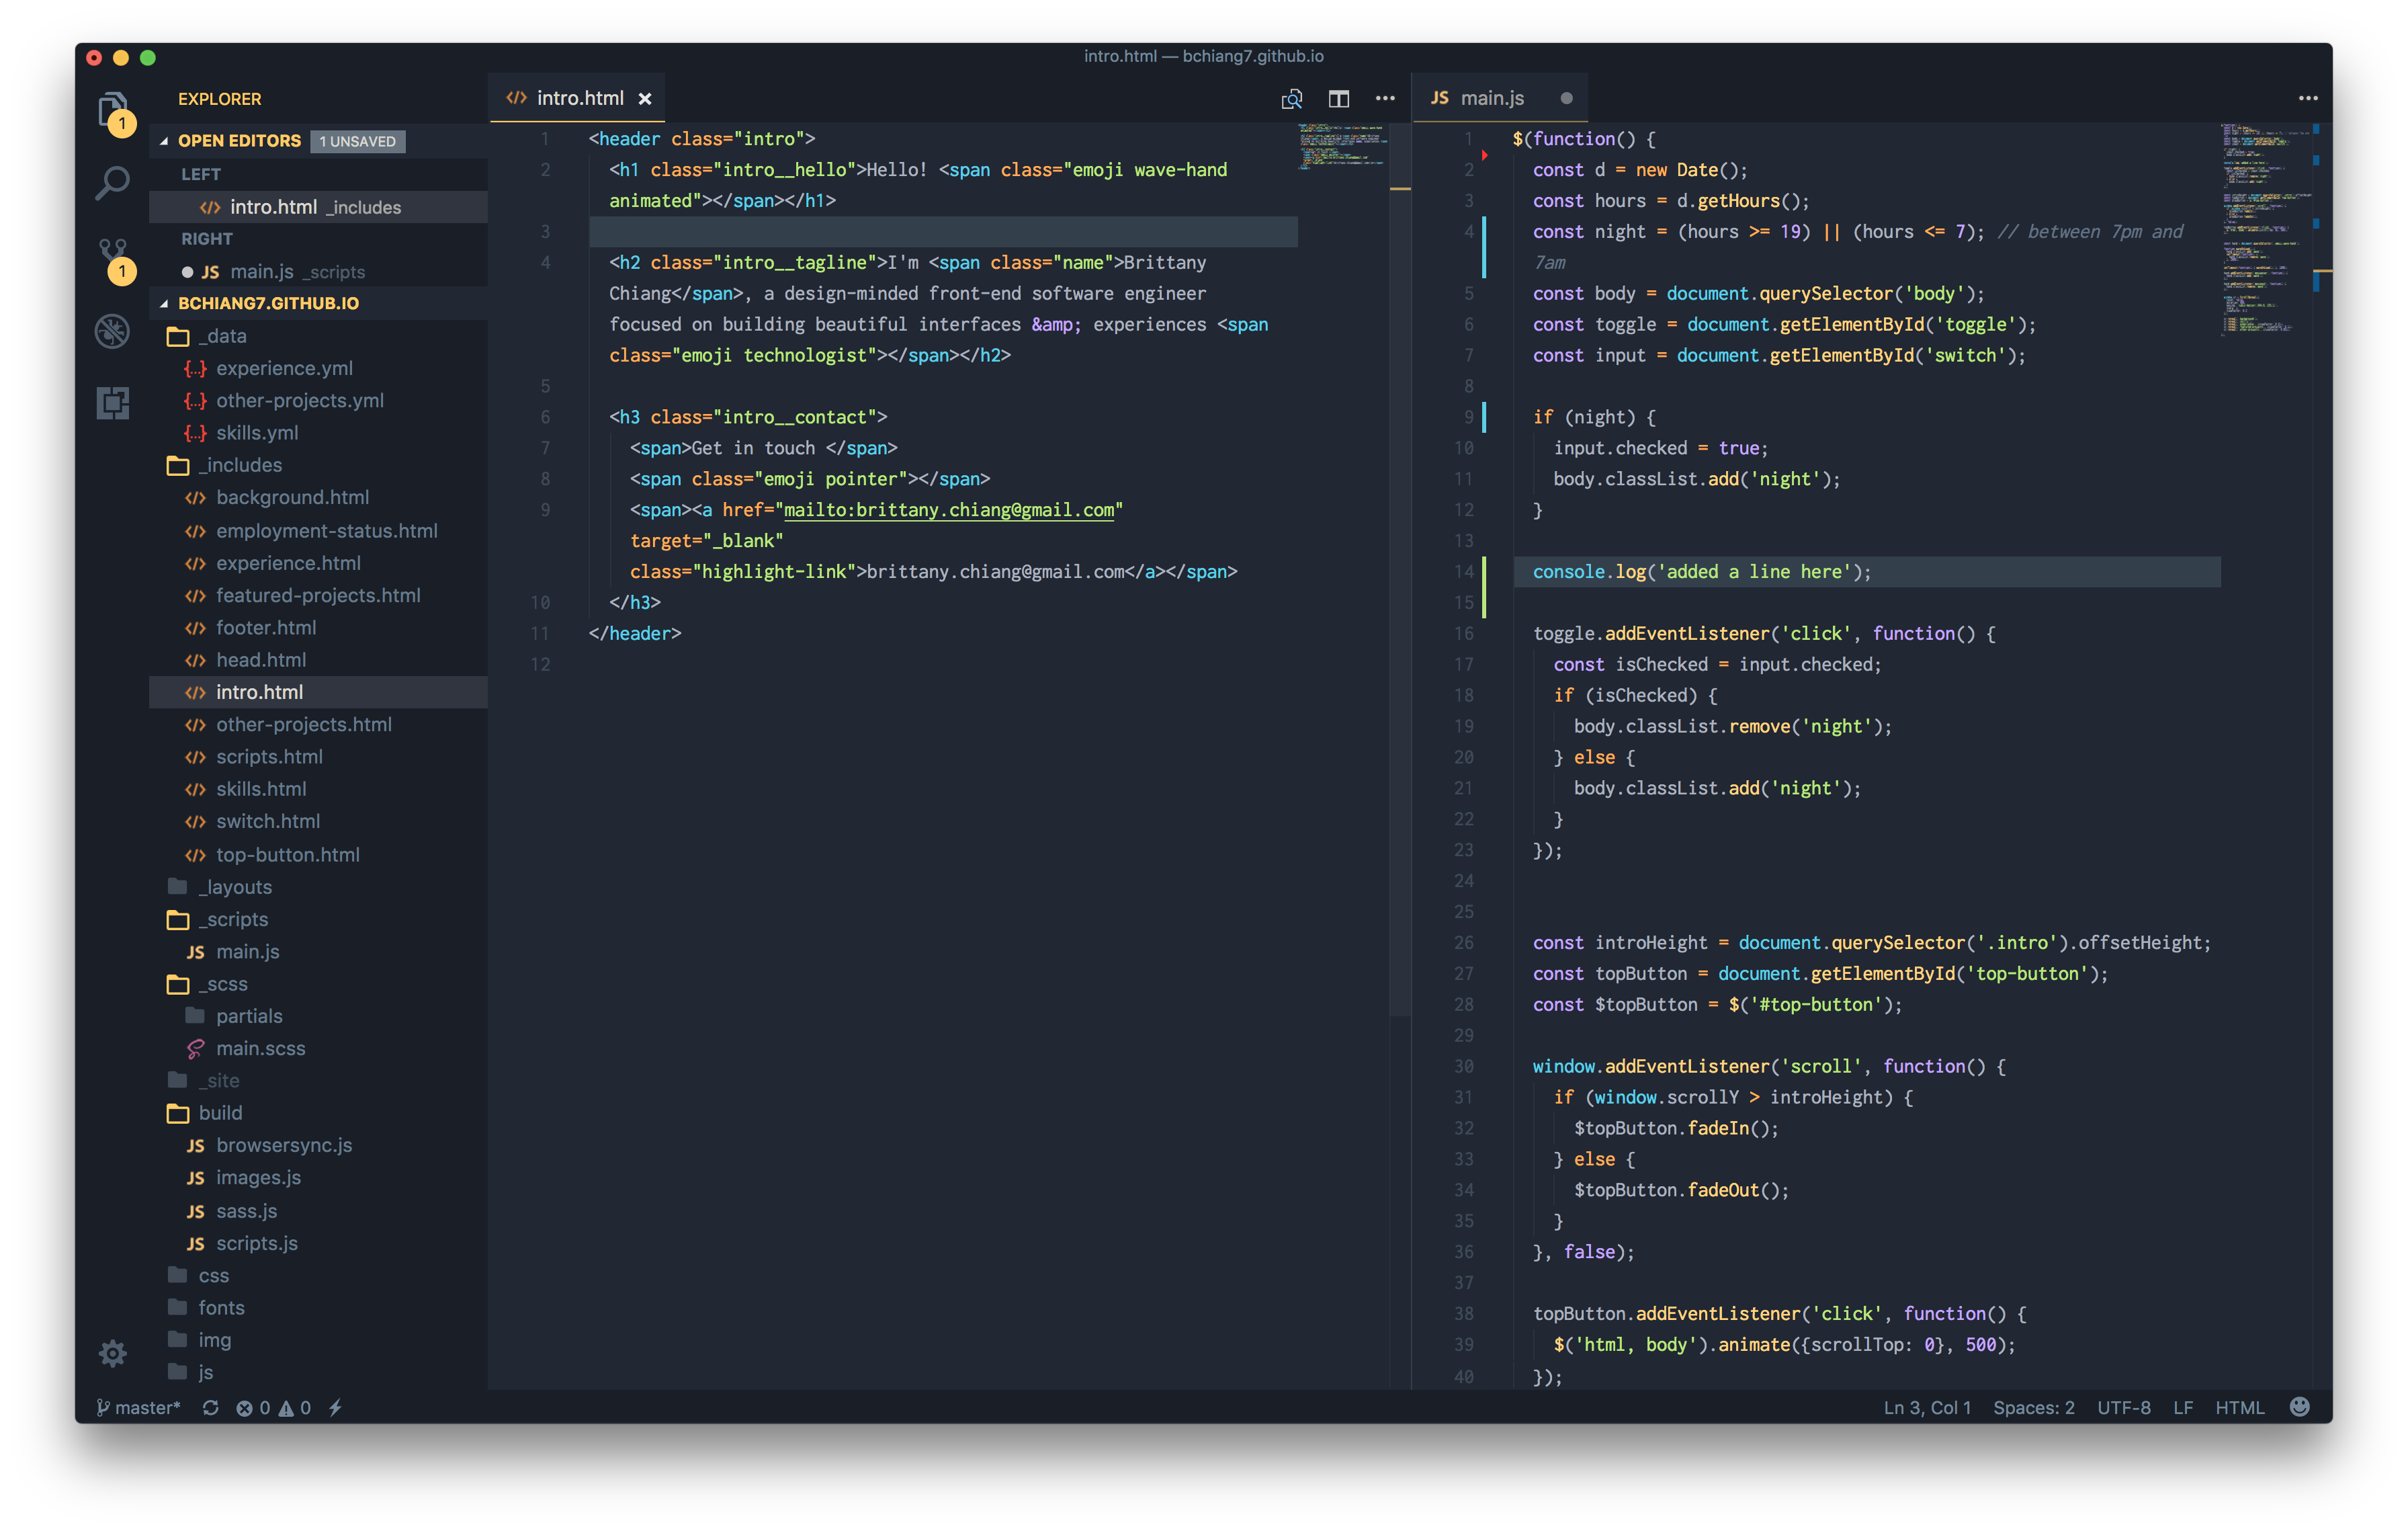 intro.html — bchiang7.github.io
EXPLORER
OPEN EDITORS 1 UNSAVED
LEFT
intro.html _includes
RIGHT
JS main.js _scripts
BCHIANG7.GITHUB.IO
_data
{..} experience.yml
{..} other-projects.yml
{..} skills.yml
_includes
</> background.html
</> employment-status.html
</> experience.html
</> featured-projects.html
</> footer.html
</> head.html
</> intro.html
</> other-projects.html
</> scripts.html
</> skills.html
</> switch.html
</> top-button.html
_layouts
_scripts
JS main.js
_scss
partials
main.scss
_site
build
JS browsersync.js
JS images.js
JS sass.js
JS scripts.js
css
fonts
img
js
1
1
</> intro.html ×
1 <header class="intro">
2 <h1 class="intro__hello">Hello! <span class="emoji wave-hand
animated"></span></h1>
3
4 <h2 class="intro__tagline">I'm <span class="name">Brittany
Chiang</span>, a design-minded front-end software engineer
focused on building beautiful interfaces &amp; experiences <span
class="emoji technologist"></span></h2>
5
6 <h3 class="intro__contact">
7 <span>Get in touch </span>
8 <span class="emoji pointer"></span>
9 <span><a href="mailto:brittany.chiang@gmail.com"
target="_blank"
class="highlight-link">brittany.chiang@gmail.com</a></span>
10 </h3>
11 </header>
12
JS main.js
1 $(function() {
2 const d = new Date();
3 const hours = d.getHours();
4 const night = (hours >= 19) || (hours <= 7); // between 7pm and
7am
5 const body = document.querySelector('body');
6 const toggle = document.getElementById('toggle');
7 const input = document.getElementById('switch');
8
9 if (night) {
10 input.checked = true;
11 body.classList.add('night');
12 }
13
14 console.log('added a line here');
15
16 toggle.addEventListener('click', function() {
17 const isChecked = input.checked;
18 if (isChecked) {
19 body.classList.remove('night');
20 } else {
21 body.classList.add('night');
22 }
23 });
24
25
26 const introHeight = document.querySelector('.intro').offsetHeight;
27 const topButton = document.getElementById('top-button');
28 const $topButton = $('#top-button');
29
30 window.addEventListener('scroll', function() {
31 if (window.scrollY > introHeight) {
32 $topButton.fadeIn();
33 } else {
34 $topButton.fadeOut();
35 }
36 }, false);
37
38 topButton.addEventListener('click', function() {
39 $('html, body').animate({scrollTop: 0}, 500);
40 });
master* 0 0
Ln 3, Col 1 Spaces: 2 UTF-8 LF HTML